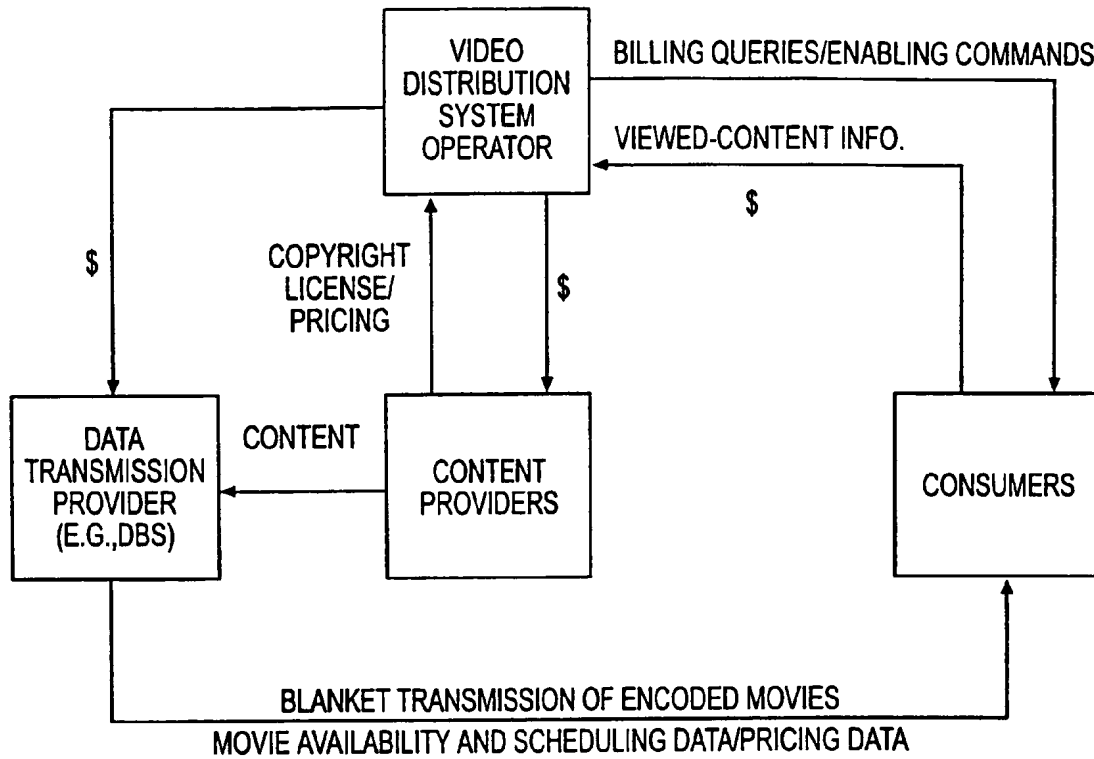 VIDEO
DISTRIBUTION
SYSTEM
OPERATOR
BILLING QUERIES/ENABLING COMMANDS
VIEWED-CONTENT INFO.
$
$
COPYRIGHT
LICENSE/
PRICING
$
DATA
TRANSMISSION
PROVIDER
(E.G.,DBS)
CONTENT
CONTENT
PROVIDERS
CONSUMERS
BLANKET TRANSMISSION OF ENCODED MOVIES
MOVIE AVAILABILITY AND SCHEDULING DATA/PRICING DATA